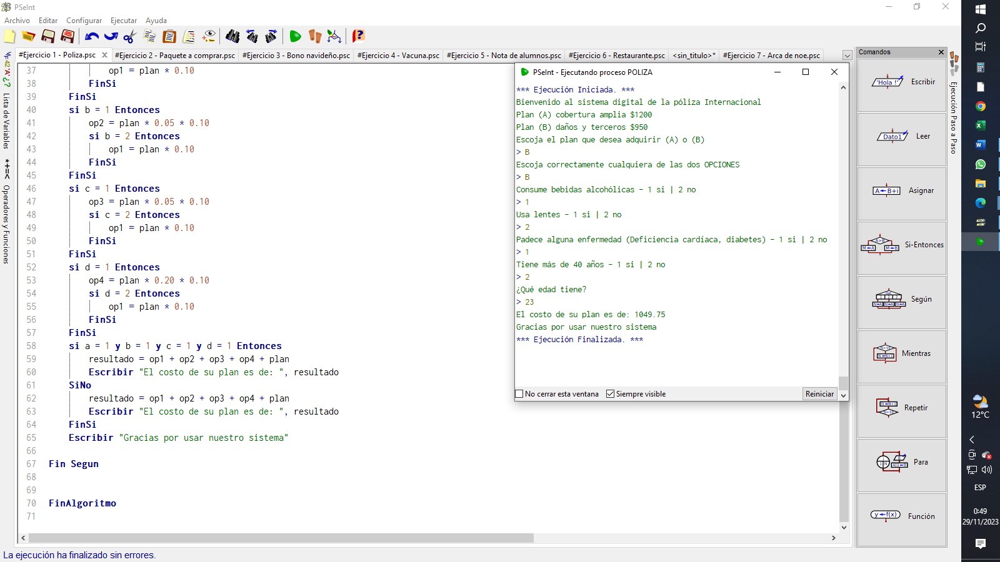 PSeInt
Archivo Editar Configurar Ejecutar Ayuda
#Ejercicio 1 - Poliza.psc #Ejercicio 2 - Paquete a comprar.psc #Ejercicio 3 - Bono navideño.psc #Ejercicio 4 - Vacuna.psc #Ejercicio 5 - Nota de alumnos.psc #Ejercicio 6 - Restaurante.psc <sin_titulo>* #Ejercicio 7 - Arca de noe.psc
Lista de Variables
Operadores y Funciones
37 op1 = plan * 0.10
38 FinSi
39 FinSi
40 si b = 1 Entonces
41 op2 = plan * 0.05 * 0.10
42 si b = 2 Entonces
43 op1 = plan * 0.10
44 FinSi
45 FinSi
46 si c = 1 Entonces
47 op3 = plan * 0.05 * 0.10
48 si c = 2 Entonces
49 op1 = plan * 0.10
50 FinSi
51 FinSi
52 si d = 1 Entonces
53 op4 = plan * 0.20 * 0.10
54 si d = 2 Entonces
55 op1 = plan * 0.10
56 FinSi
57 FinSi
58 si a = 1 y b = 1 y c = 1 y d = 1 Entonces
59 resultado = op1 + op2 + op3 + op4 + plan
60 Escribir "El costo de su plan es de: ", resultado
61 SiNo
62 resultado = op1 + op2 + op3 + op4 + plan
63 Escribir "El costo de su plan es de: ", resultado
64 FinSi
65 Escribir "Gracias por usar nuestro sistema"
66
67 Fin Segun
68
69
70 FinAlgoritmo
71
PSeInt - Ejecutando proceso POLIZA
*** Ejecución Iniciada. ***
Bienvenido al sistema digital de la póliza Internacional
Plan (A) cobertura amplia $1200
Plan (B) daños y terceros $950
Escoja el plan que desea adquirir (A) o (B)
> B
Escoja correctamente cualquiera de las dos OPCIONES
> B
Consume bebidas alcohólicas - 1 si | 2 no
> 1
Usa lentes - 1 si | 2 no
> 2
Padece alguna enfermedad (Deficiencia cardíaca, diabetes) - 1 si | 2 no
> 1
Tiene más de 40 años - 1 si | 2 no
> 2
¿Qué edad tiene?
> 23
El costo de su plan es de: 1049.75
Gracias por usar nuestro sistema
*** Ejecución Finalizada. ***
No cerrar esta ventana Siempre visible Reiniciar
Comandos
'Hola !' Escribir
Dato1 Leer
A←B+i Asignar
A>B M←A M←B Si-Entonces
Según
Mientras
Repetir
Para
y←f(x) Función
Ejecución Paso a Paso
La ejecución ha finalizado sin errores.
12°C
ESP
0:49
29/11/2023